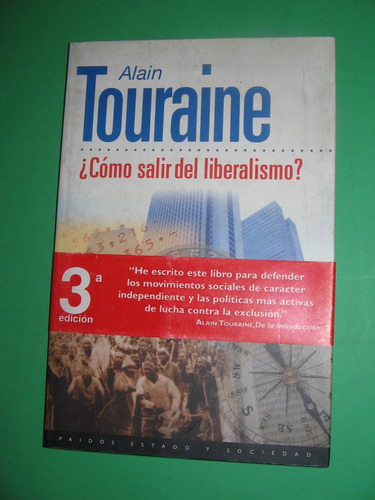 Alain
Touraine
¿Cómo salir del liberalismo?
3ª
edición
"He escrito este libro para defender
los movimientos sociales de carácter
independiente y las políticas más activas
de lucha contra la exclusión."
ALAIN TOURAINE, De la Introducción
SW
PAIDÓS ESTADO Y SOCIEDAD